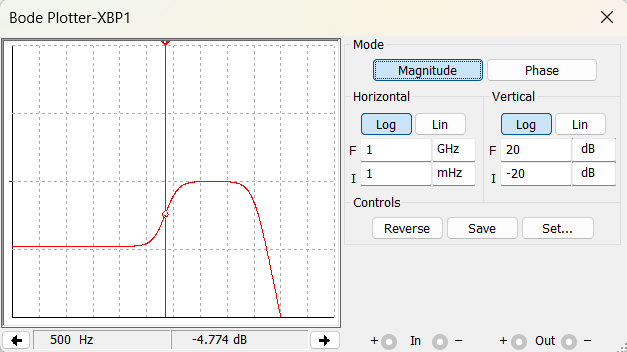 Bode Plotter-XBP1
Mode
Magnitude Phase
Horizontal Vertical
Log Lin Log Lin
F 1 GHz F 20 dB
I 1 mHz I -20 dB
Controls
Reverse Save Set...
500 Hz -4.774 dB + In − + Out −